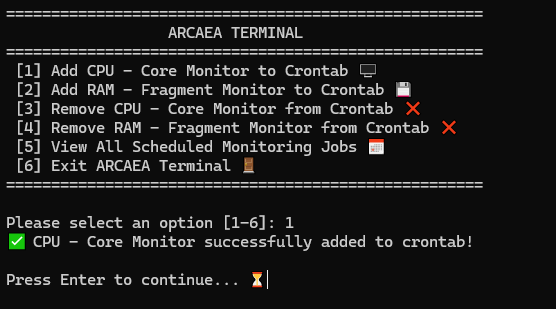 =====================================================
ARCAEA TERMINAL
=====================================================
[1] Add CPU – Core Monitor to Crontab 🖥️
[2] Add RAM – Fragment Monitor to Crontab 💾
[3] Remove CPU – Core Monitor from Crontab ❌
[4] Remove RAM – Fragment Monitor from Crontab ❌
[5] View All Scheduled Monitoring Jobs 📅
[6] Exit ARCAEA Terminal 🚪
=====================================================
Please select an option [1–6]: 1
✅ CPU – Core Monitor successfully added to crontab!
Press Enter to continue... ⏳